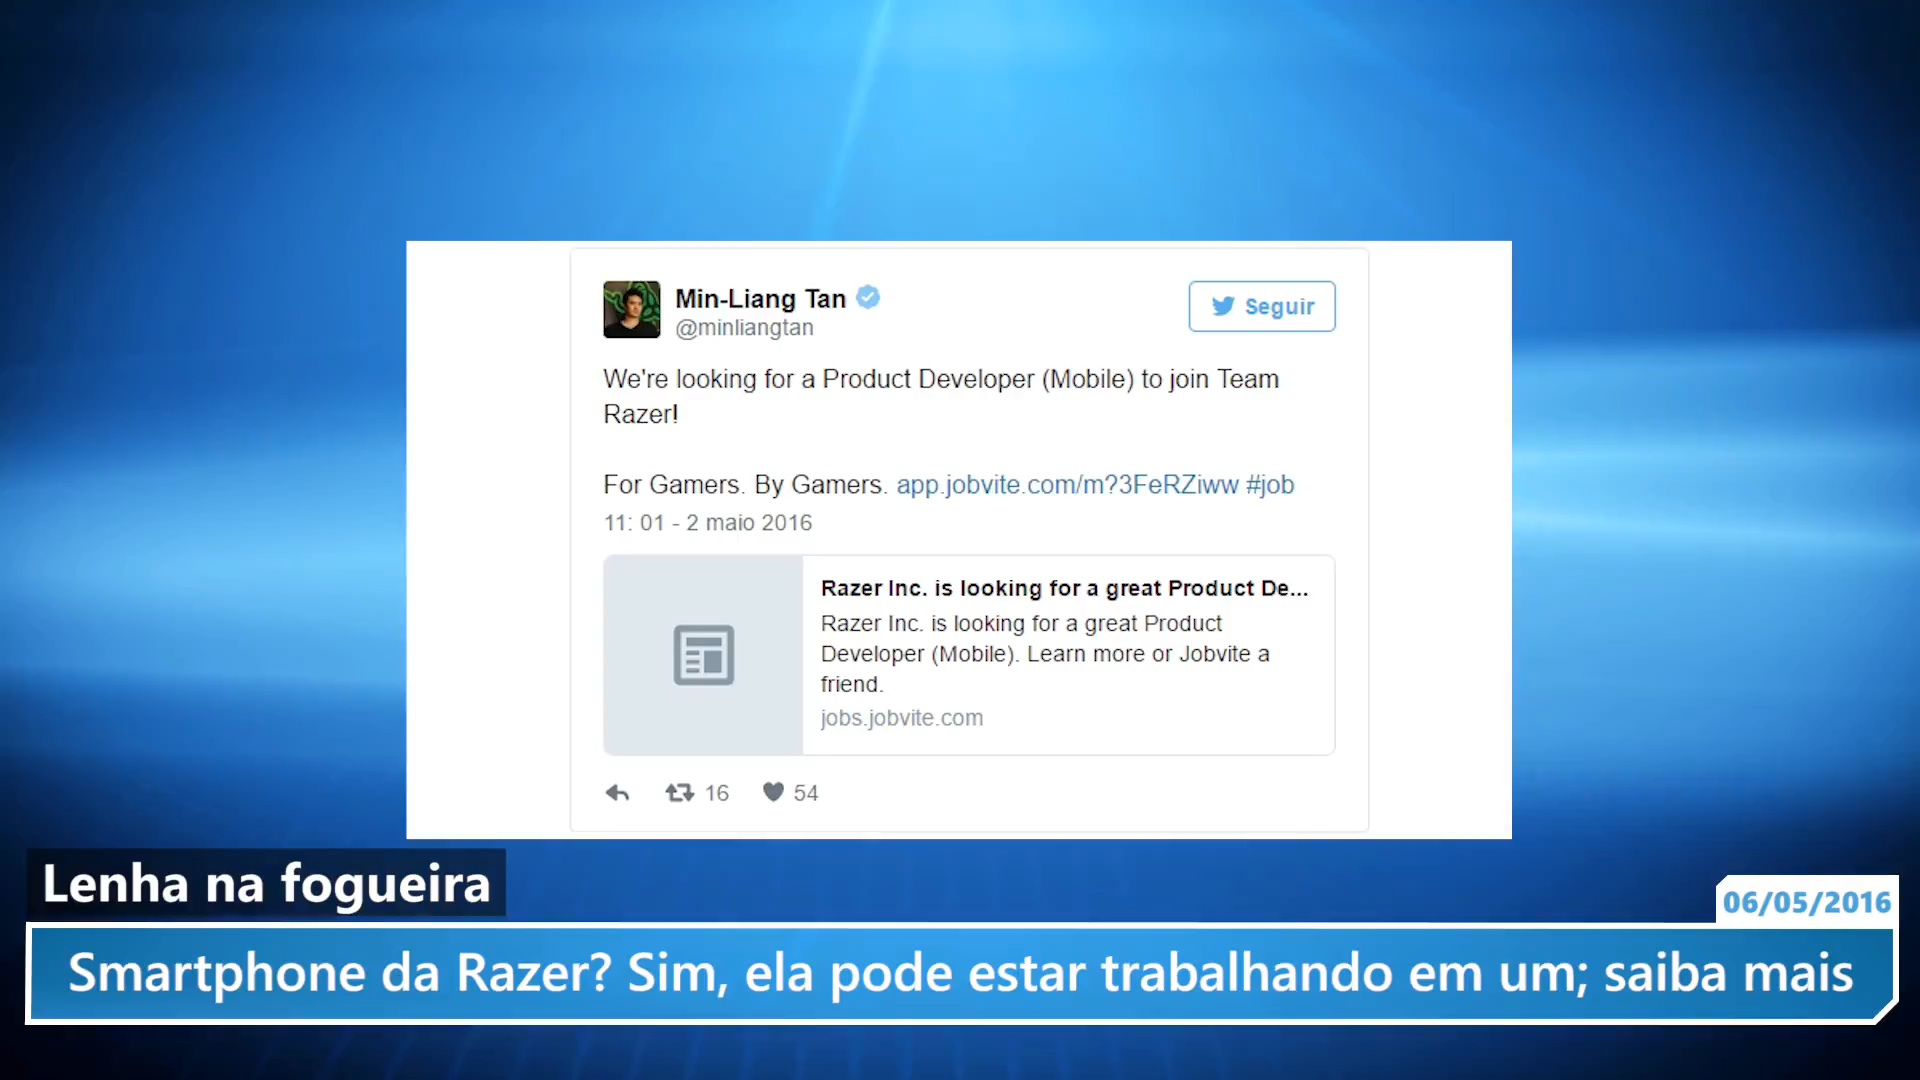 Min-Liang Tan
@minliangtan
Seguir
We're looking for a Product Developer (Mobile) to join Team
Razer!
For Gamers. By Gamers. app.jobvite.com/m?3FeRZiww #job
11: 01 - 2 maio 2016
Razer Inc. is looking for a great Product De...
Razer Inc. is looking for a great Product
Developer (Mobile). Learn more or Jobvite a
friend.
jobs.jobvite.com
16 54
Lenha na fogueira
06/05/2016
Smartphone da Razer? Sim, ela pode estar trabalhando em um; saiba mais